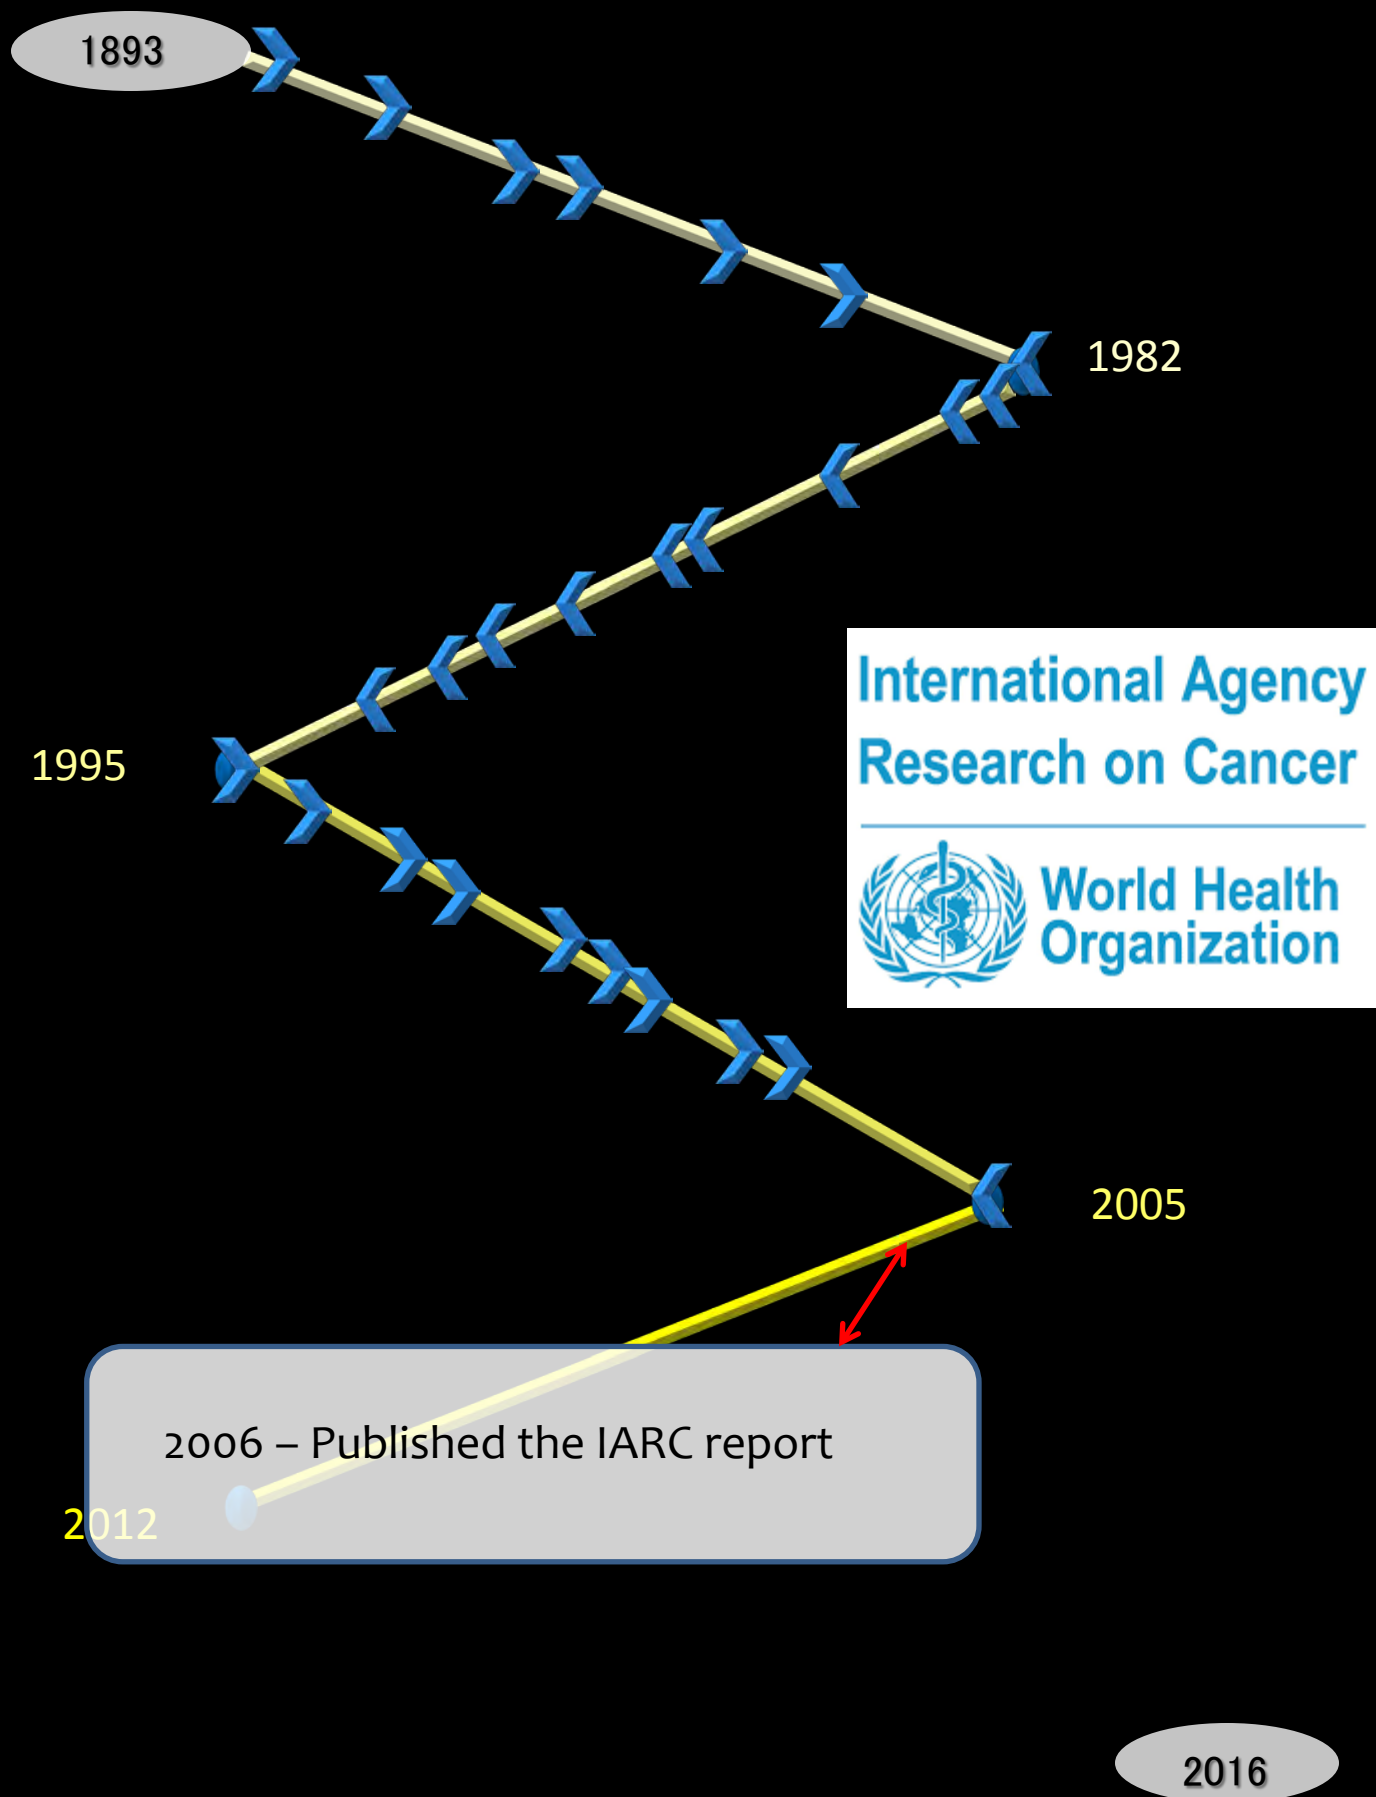 1893
1982
International Agency
Research on Cancer
1995
World Health
Organization
2005
2006 – Published the IARC report
2012
2016